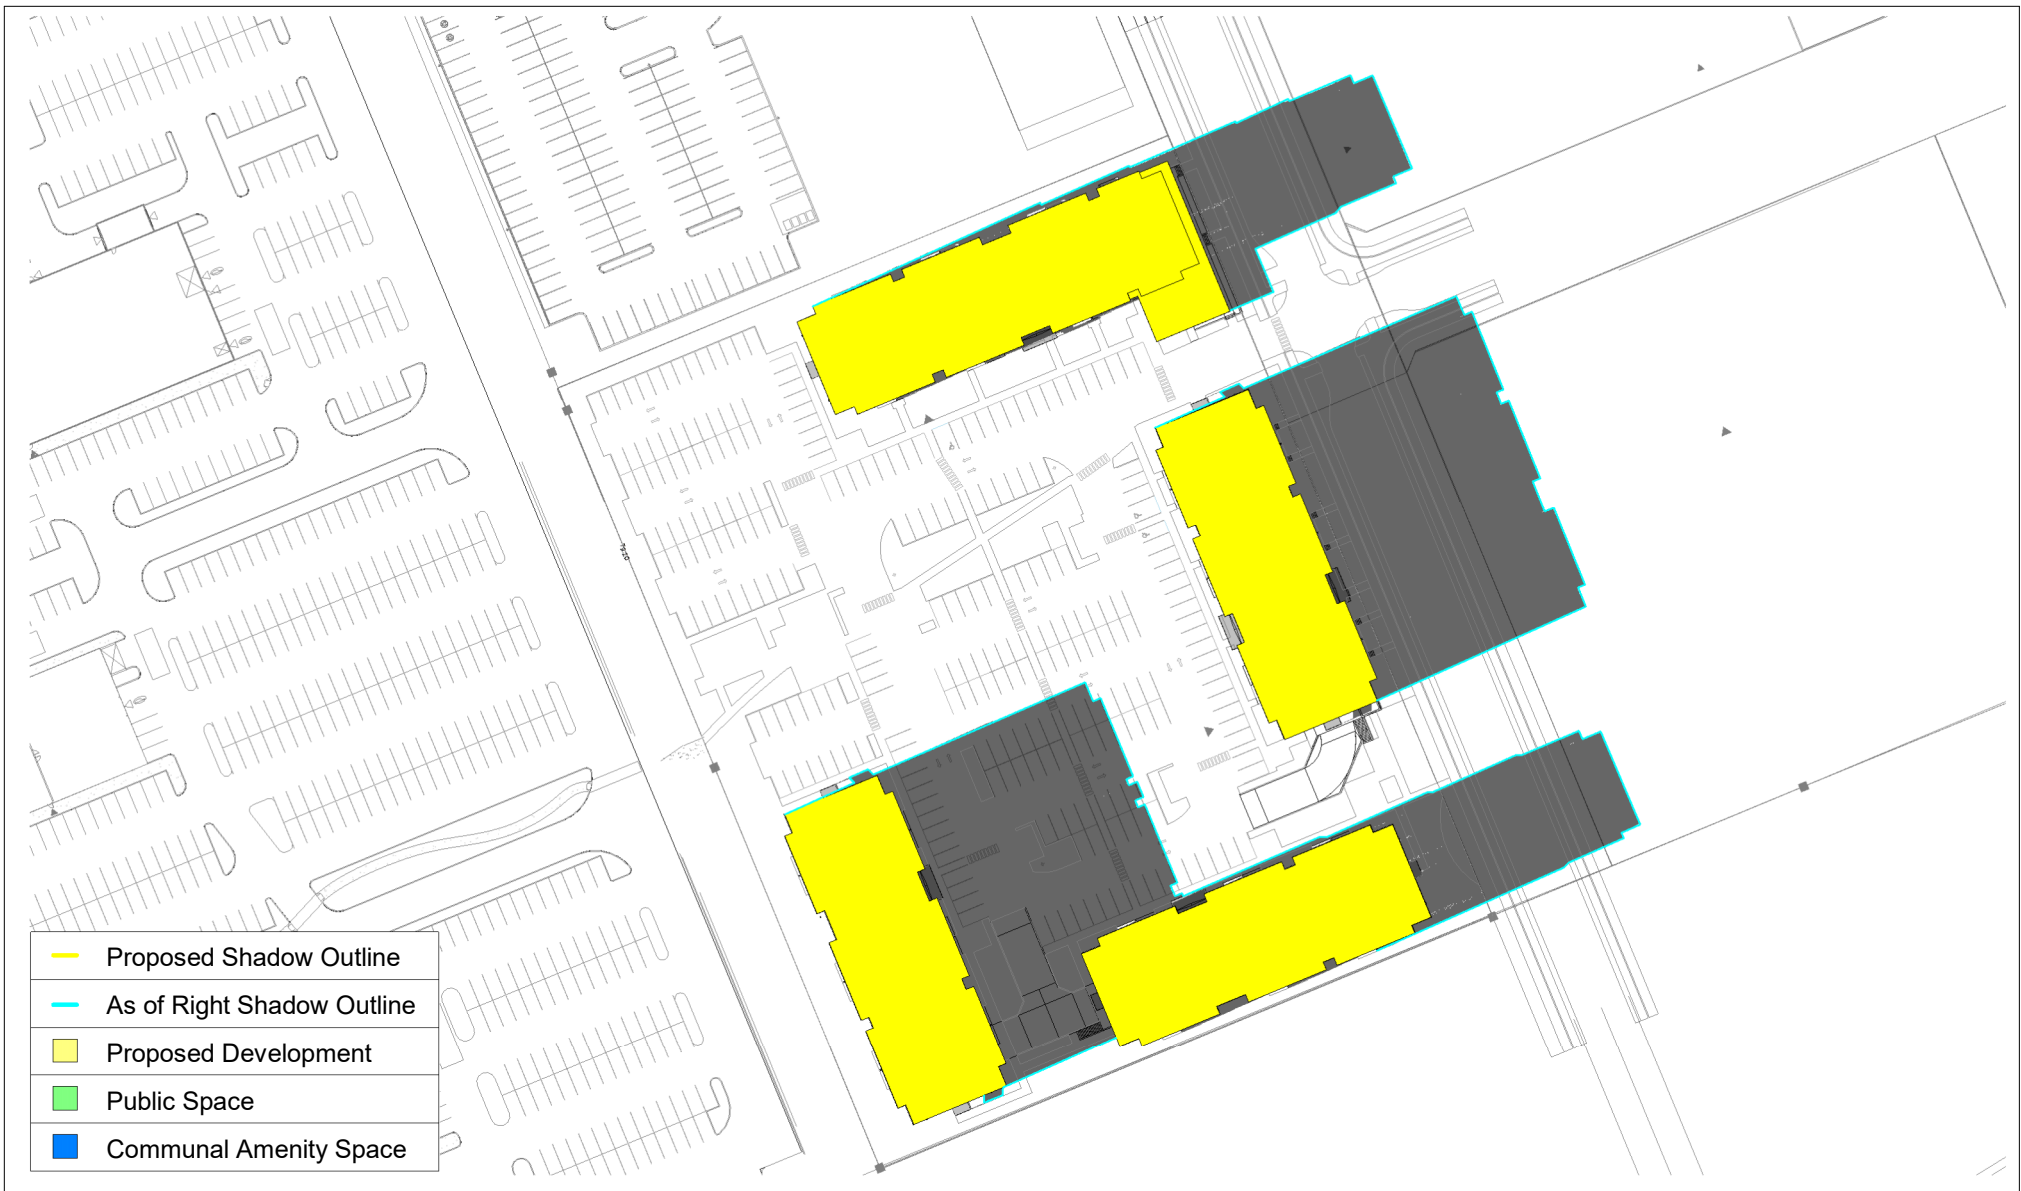 Proposed Shadow Outline
As of Right Shadow Outline
Proposed Development
Public Space
Communal Amenity Space